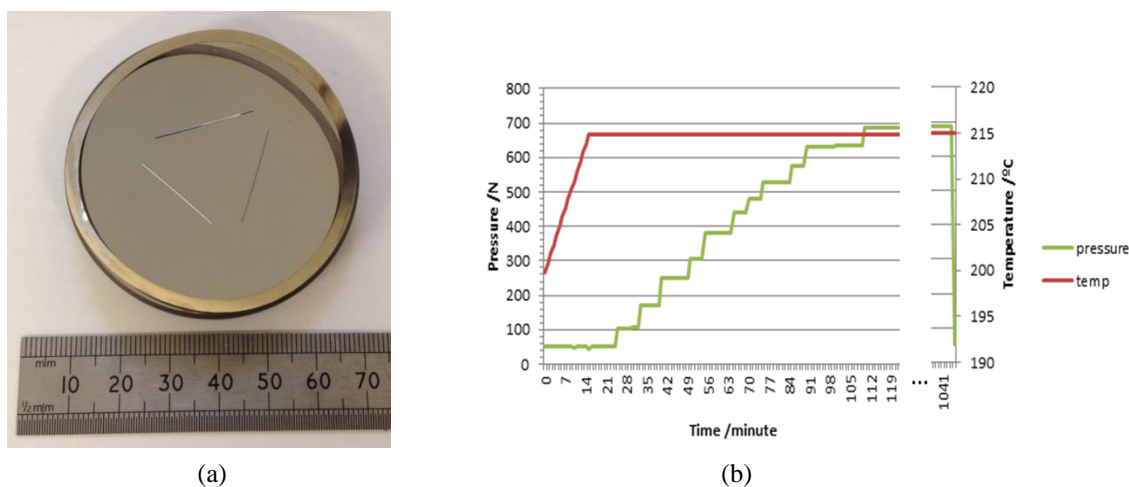 mm
10 20 30 40 50 60 70
½ mm
(a)
800
700
600
500
400
300
200
100
0
Pressure /N
220
215
210
205
200
195
190
Temperature /ºC
pressure
temp
0 7 14 21 28 35 42 49 56 63 70 77 84 91 98 105 112 119 ... 1041
Time /minute
(b)